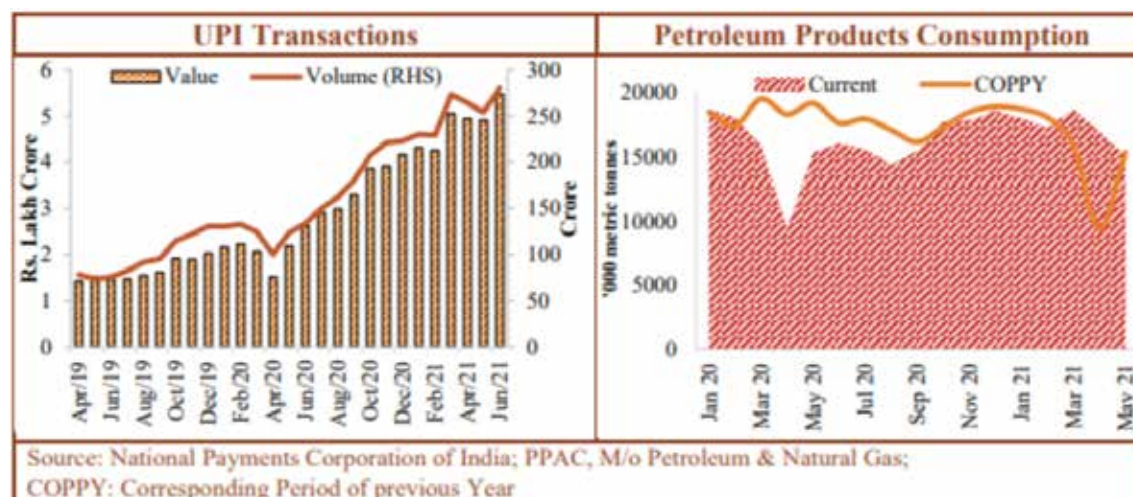 UPI Transactions
6
5
4
3
2
1
0
Rs. Lakh Crore
Value
Volume (RHS)
300
250
200
150
100
50
0
Crore
Apr/19
Jun/19
Aug/19
Oct/19
Dec/19
Feb/20
Apr/20
Jun/20
Aug/20
Oct/20
Dec/20
Feb/21
Apr/21
Jun/21
Petroleum Products Consumption
Current
COPPY
20000
15000
10000
5000
0
'000 metric tonnes
Jan 20
Mar 20
May 20
Jul 20
Sep 20
Nov 20
Jan 21
Mar 21
May 21
Source: National Payments Corporation of India; PPAC, M/o Petroleum & Natural Gas;
COPPY: Corresponding Period of previous Year